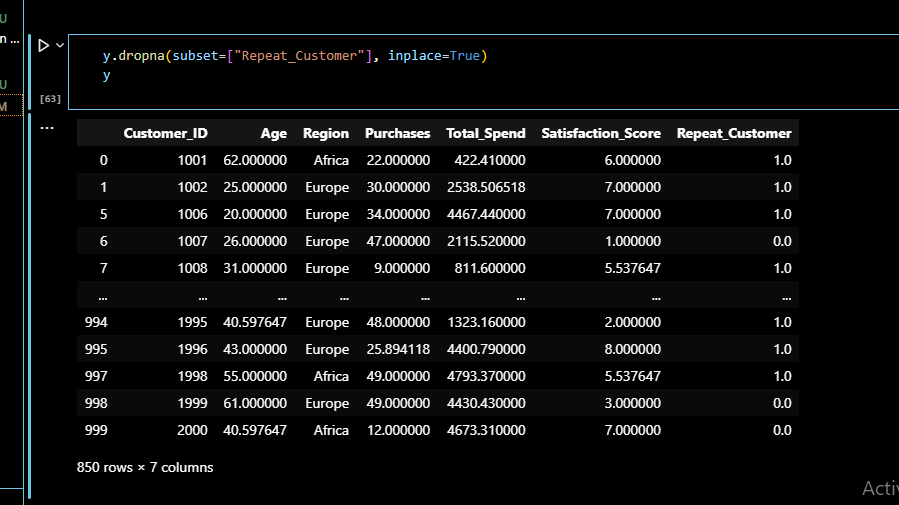 U
n ...
y.dropna(subset=["Repeat_Customer"], inplace=True)
U
y
M
[63]
...
Customer_ID Age Region Purchases Total_Spend Satisfaction_Score Repeat_Customer
0 1001 62.000000 Africa 22.000000 422.410000 6.000000 1.0
1 1002 25.000000 Europe 30.000000 2538.506518 7.000000 1.0
5 1006 20.000000 Europe 34.000000 4467.440000 7.000000 1.0
6 1007 26.000000 Europe 47.000000 2115.520000 1.000000 0.0
7 1008 31.000000 Europe 9.000000 811.600000 5.537647 1.0
... ... ... ... ... ... ... ...
994 1995 40.597647 Europe 48.000000 1323.160000 2.000000 1.0
995 1996 43.000000 Europe 25.894118 4400.790000 8.000000 1.0
997 1998 55.000000 Africa 49.000000 4793.370000 5.537647 1.0
998 1999 61.000000 Europe 49.000000 4430.430000 3.000000 0.0
999 2000 40.597647 Africa 12.000000 4673.310000 7.000000 0.0
850 rows × 7 columns